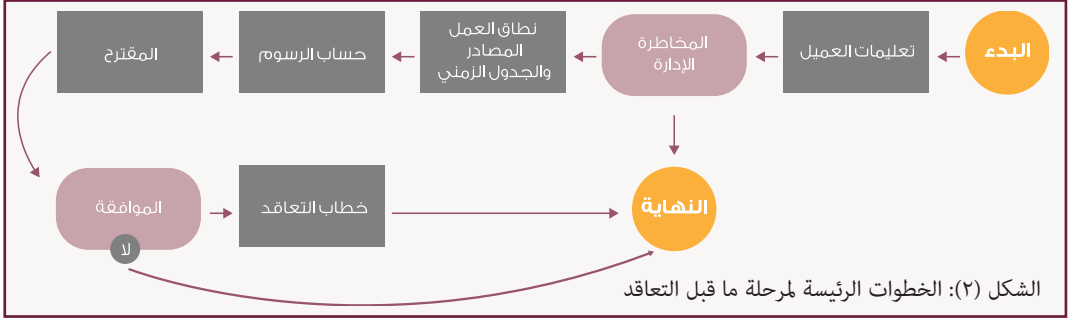 البدء
تعليمات العميل
المخاطرة
الإدارة
نطاق العمل
المصادر
والجدول الزمني
حساب الرسوم
المقترح
الموافقة
لا
خطاب التعاقد
النهاية
الشكل (٢): الخطوات الرئيسة لمرحلة ما قبل التعاقد